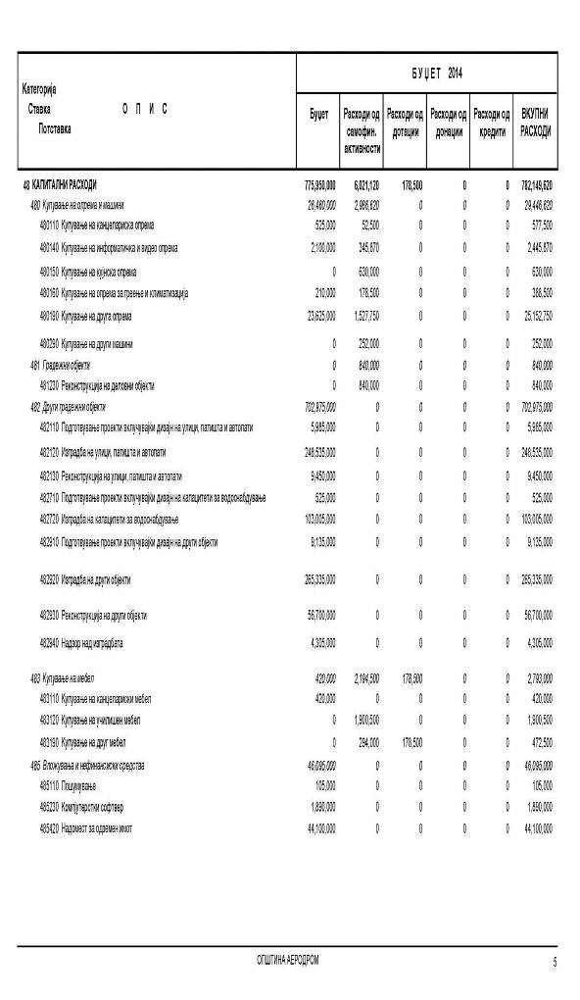 Б У Џ Е Т 2014
Категорија
Ставка О П И С
Потставка
Буџет Расходи од Расходи од Расходи од Расходи од ВКУПНИ
самофин. дотации донации кредити РАСХОДИ
активности
48 КАПИТАЛНИ РАСХОДИ 775,950,000 6,021,120 178,500 0 0 782,149,620
480 Купување на опрема и машини 26,460,000 2,986,620 0 0 0 29,446,620
480110 Купување на канцелариска опрема 525,000 52,500 0 0 0 577,500
480140 Купување на информатичка и видео опрема 2,100,000 345,870 0 0 0 2,445,870
480150 Купување на кујнска опрема 0 630,000 0 0 0 630,000
480160 Купување на опрема за греење и климатизација 210,000 178,500 0 0 0 388,500
480190 Купување на друга опрема 23,625,000 1,527,750 0 0 0 25,152,750
480290 Купување на други машини 0 252,000 0 0 0 252,000
481 Градежни објекти 0 840,000 0 0 0 840,000
481230 Реконструкција на деловни објекти 0 840,000 0 0 0 840,000
482 Други градежни објекти 702,975,000 0 0 0 0 702,975,000
482110 Подготвување проекти вклучувајќи дизајн на улици, патишта и автопати 5,985,000 0 0 0 0 5,985,000
482120 Изградба на улици, патишта и автопати 248,535,000 0 0 0 0 248,535,000
482130 Реконструкција на улици, патишта и автопати 9,450,000 0 0 0 0 9,450,000
482710 Подготвување проекти вклучувајќи дизајн на капацитети за водоснабдување 525,000 0 0 0 0 525,000
482720 Изградба на капацитети за водоснабдување 103,005,000 0 0 0 0 103,005,000
482910 Подготвување проекти вклучувајќи дизајн на други објекти 9,135,000 0 0 0 0 9,135,000
482920 Изградба на други објекти 265,335,000 0 0 0 0 265,335,000
482930 Реконструкција на други објекти 56,700,000 0 0 0 0 56,700,000
482940 Надзор над изградбата 4,305,000 0 0 0 0 4,305,000
483 Купување на мебел 420,000 2,194,500 178,500 0 0 2,793,000
483110 Купување на канцелариски мебел 420,000 0 0 0 0 420,000
483120 Купување на училишен мебел 0 1,900,500 0 0 0 1,900,500
483190 Купување на друг мебел 0 294,000 178,500 0 0 472,500
485 Вложувања и нефинансиски средства 46,095,000 0 0 0 0 46,095,000
485110 Пошумување 105,000 0 0 0 0 105,000
485230 Компјутерстки софтвер 1,890,000 0 0 0 0 1,890,000
485420 Надомест за одземен имот 44,100,000 0 0 0 0 44,100,000
ОПШТИНА АЕРОДРОМ 5